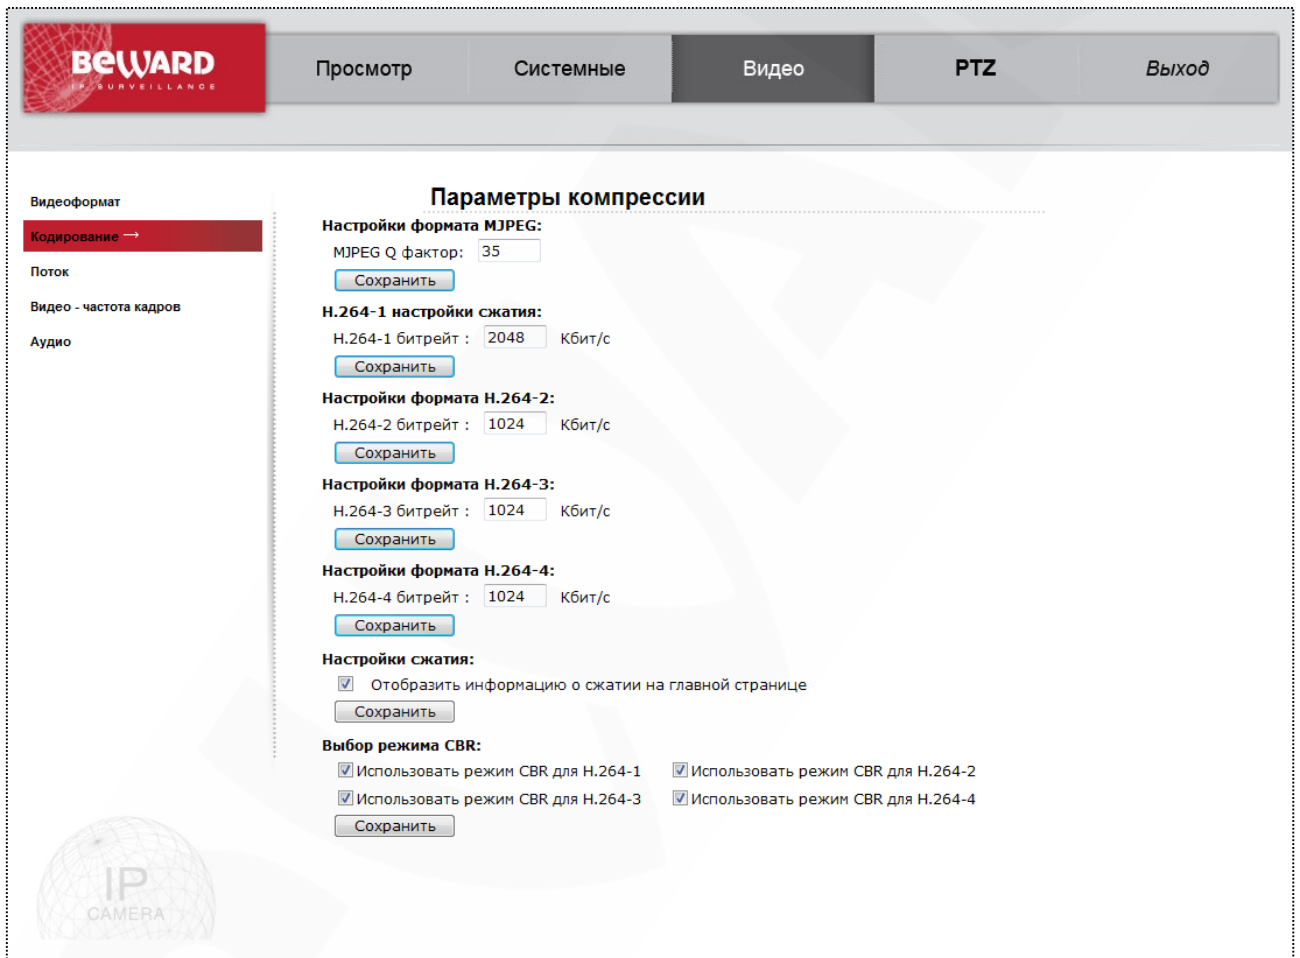 BEWARD
IP SURVEILLANCE
Просмотр Системные Видео PTZ Выход
Видеоформат
Кодирование →
Поток
Видео - частота кадров
Аудио
Параметры компрессии
Настройки формата MJPEG:
MJPEG Q фактор: 35
Сохранить
H.264-1 настройки сжатия:
H.264-1 битрейт : 2048 Кбит/с
Сохранить
Настройки формата H.264-2:
H.264-2 битрейт : 1024 Кбит/с
Сохранить
Настройки формата H.264-3:
H.264-3 битрейт : 1024 Кбит/с
Сохранить
Настройки формата H.264-4:
H.264-4 битрейт : 1024 Кбит/с
Сохранить
Настройки сжатия:
Отобразить информацию о сжатии на главной странице
Сохранить
Выбор режима CBR:
Использовать режим CBR для H.264-1 Использовать режим CBR для H.264-2
Использовать режим CBR для H.264-3 Использовать режим CBR для H.264-4
Сохранить
IP
CAMERA